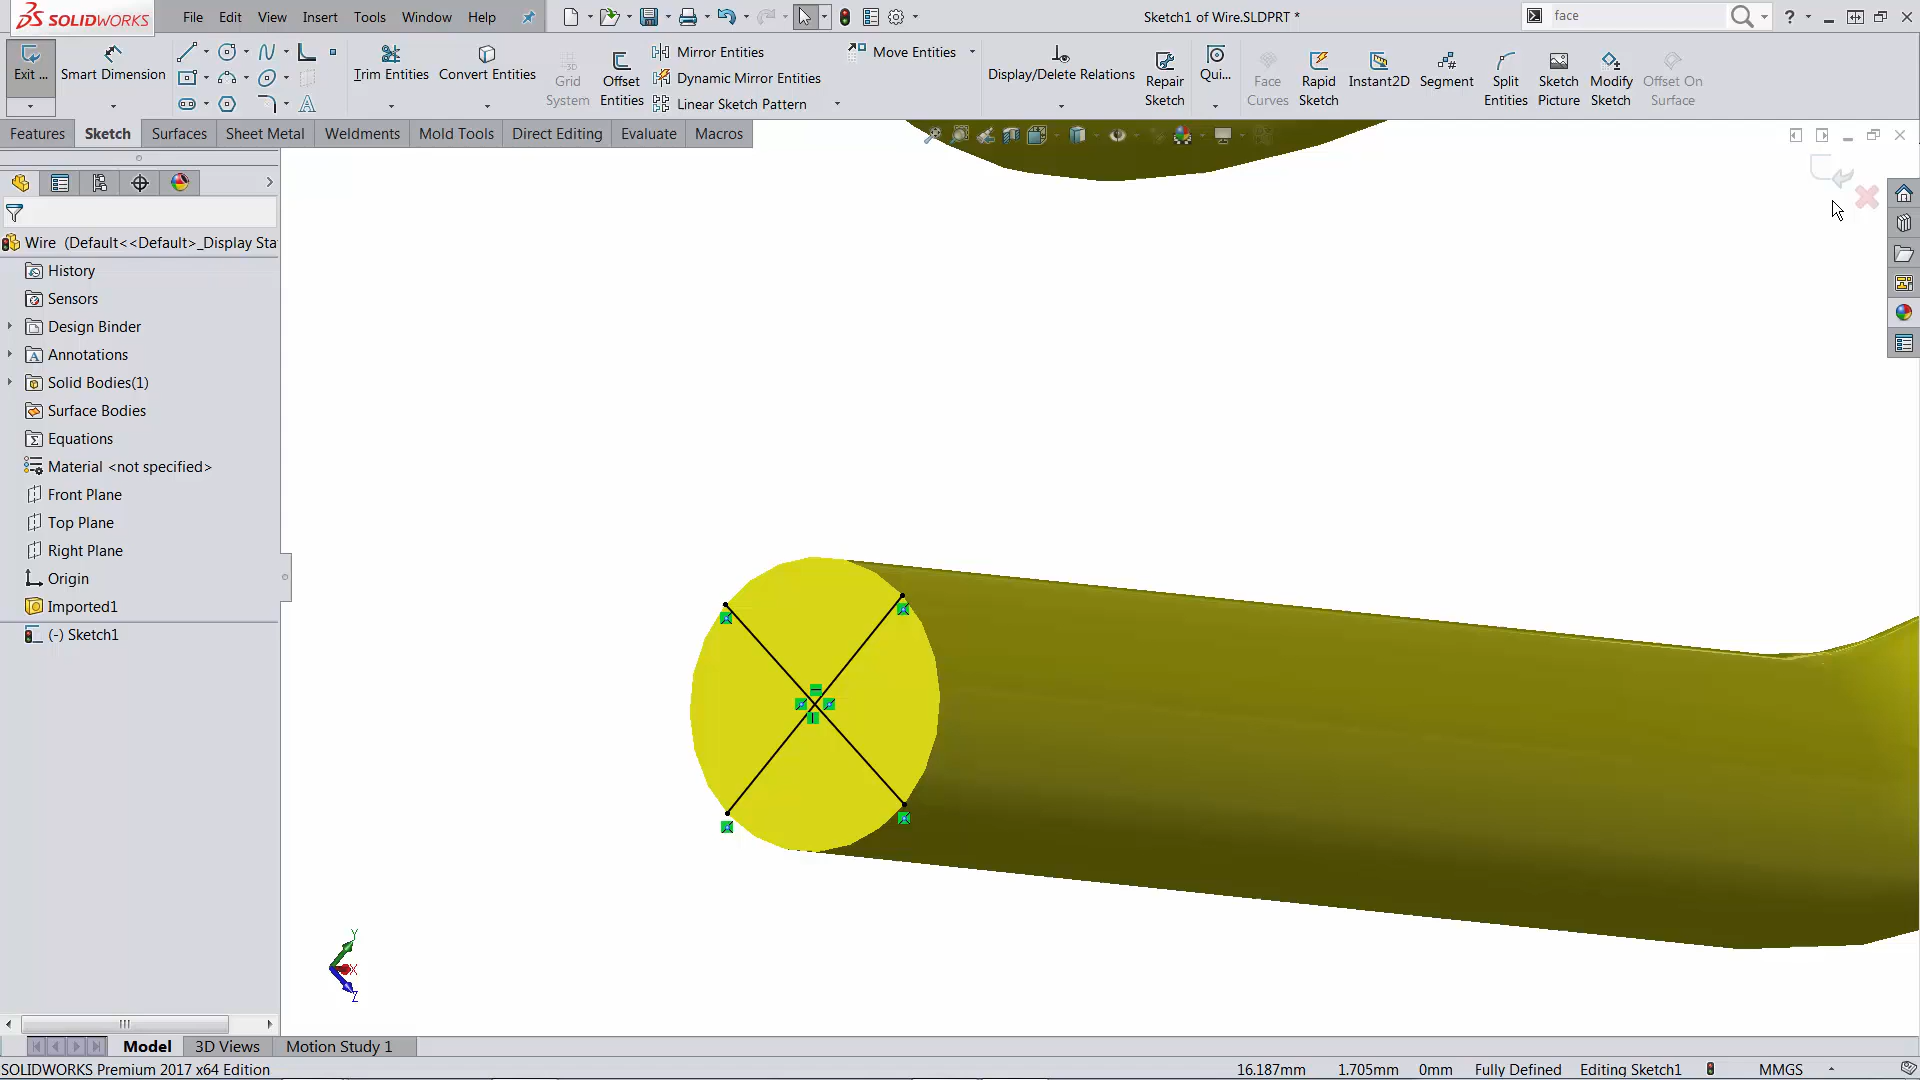 SOLIDWORKS File Edit View Insert Tools Window Help Sketch1 of Wire.SLDPRT * face
Exit ... Smart Dimension Trim Entities Convert Entities Grid System Offset Entities Mirror Entities Move Entities Display/Delete Relations Repair Sketch Qui... Face Curves Rapid Sketch Instant2D Segment Split Entities Sketch Picture Modify Sketch Offset On Surface
Dynamic Mirror Entities
Linear Sketch Pattern
Features Sketch Surfaces Sheet Metal Weldments Mold Tools Direct Editing Evaluate Macros
Wire (Default<<Default>_Display Sta
History
Sensors
Design Binder
Annotations
Solid Bodies(1)
Surface Bodies
Equations
Material <not specified>
Front Plane
Top Plane
Right Plane
Origin
Imported1
(-) Sketch1
Y
X
Z
Model 3D Views Motion Study 1
SOLIDWORKS Premium 2017 x64 Edition 16.187mm 1.705mm 0mm Fully Defined Editing Sketch1 MMGS